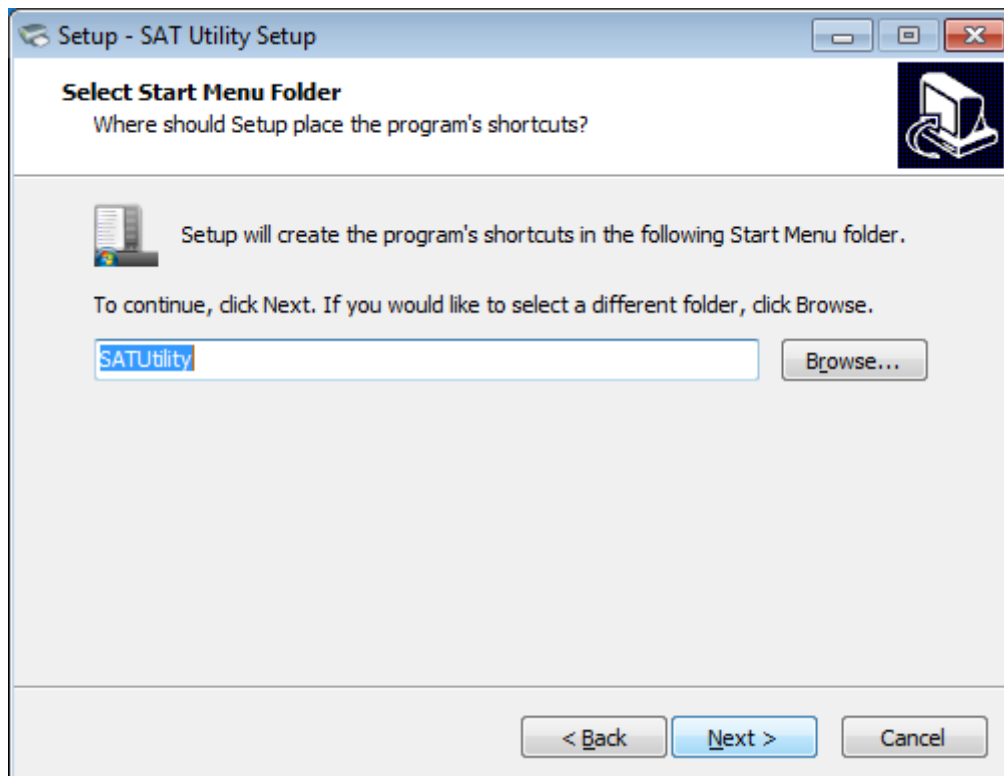 Setup - SAT Utility Setup
Select Start Menu Folder
Where should Setup place the program's shortcuts?
Setup will create the program's shortcuts in the following Start Menu folder.
To continue, click Next. If you would like to select a different folder, click Browse.
SATUtility
Browse...
< Back
Next >
Cancel